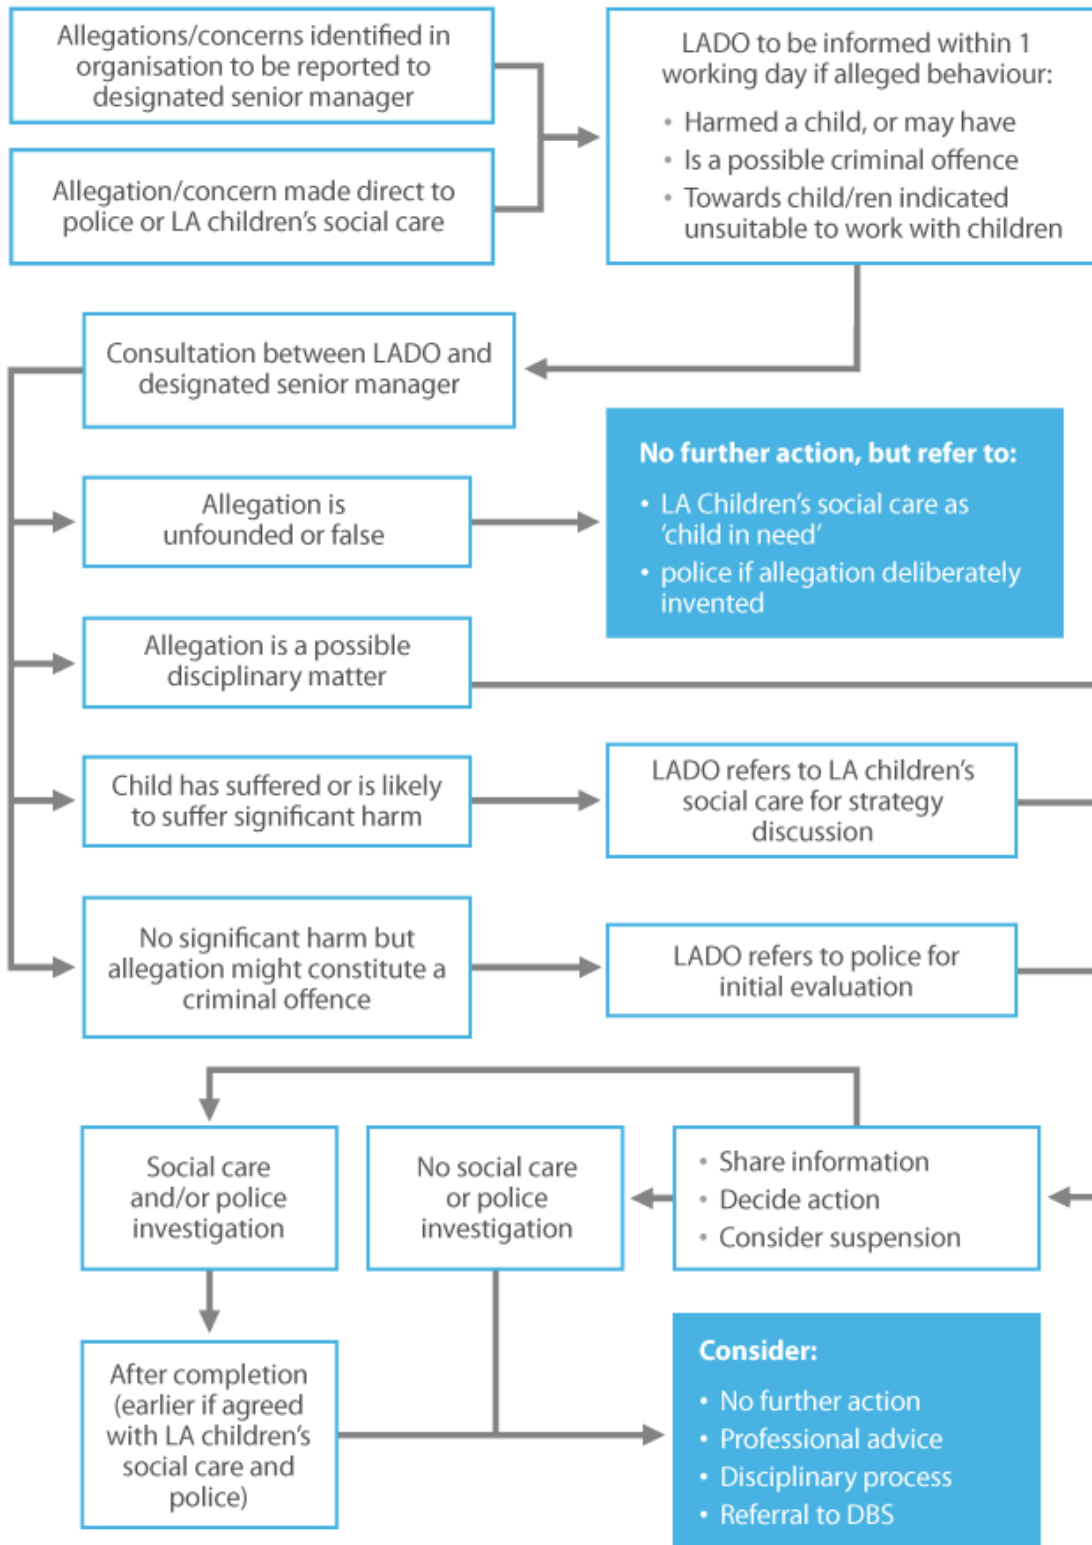 Allegations/concerns identified in
organisation to be reported to
designated senior manager
Allegation/concern made direct to
police or LA children's social care
LADO to be informed within 1
working day if alleged behaviour:
• Harmed a child, or may have
• Is a possible criminal offence
• Towards child/ren indicated
unsuitable to work with children
Consultation between LADO and
designated senior manager
Allegation is
unfounded or false
No further action, but refer to:
• LA Children's social care as
‘child in need’
• police if allegation deliberately
invented
Allegation is a possible
disciplinary matter
Child has suffered or is likely
to suffer significant harm
LADO refers to LA children's
social care for strategy
discussion
No significant harm but
allegation might constitute a
criminal offence
LADO refers to police for
initial evaluation
Social care
and/or police
investigation
No social care
or police
investigation
• Share information
• Decide action
• Consider suspension
After completion
(earlier if agreed
with LA children's
social care and
police)
Consider:
• No further action
• Professional advice
• Disciplinary process
• Referral to DBS